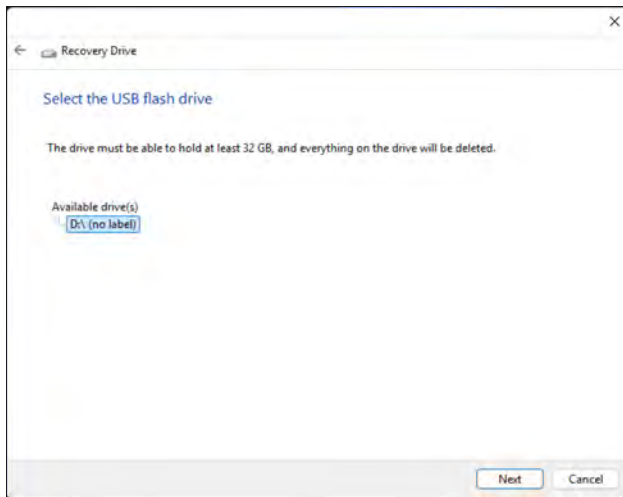 Recovery Drive
Select the USB flash drive
The drive must be able to hold at least 32 GB, and everything on the drive will be deleted.
Available drive(s)
D:\ (no label)
Next Cancel